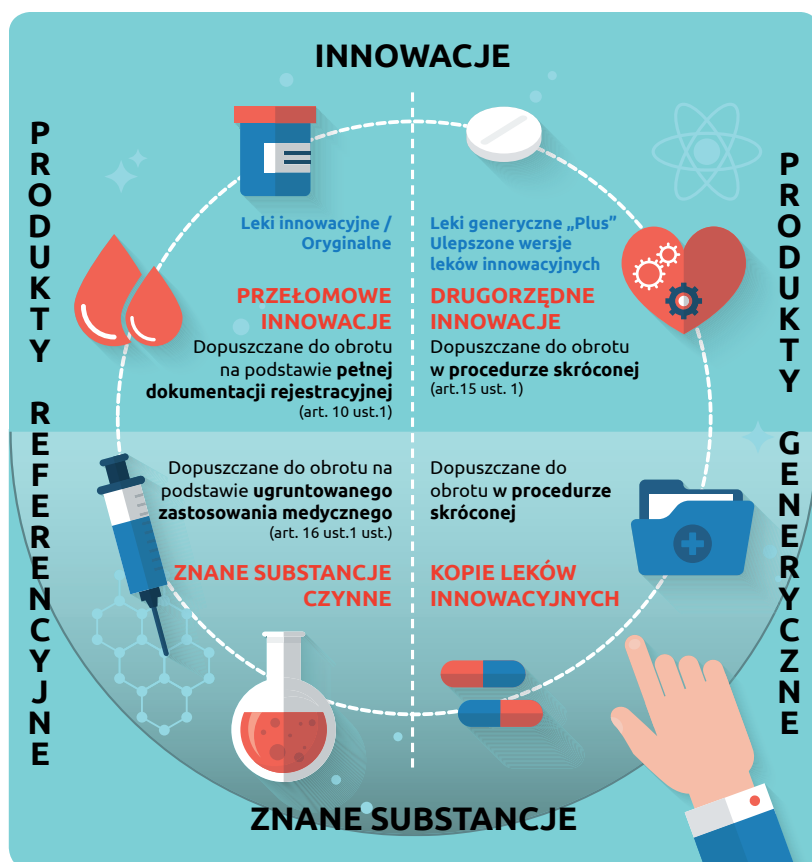 INNOWACJE
PRODUKTY REFERENCYJNE
Leki innowacyjne /
Oryginalne
PRZEŁOMOWE
INNOWACJE
Dopuszczane do obrotu
na podstawie pełnej
dokumentacji rejestracyjnej
(art. 10 ust.1)
Leki generyczne „Plus”
Ulepszone wersje
leków innowacyjnych
DRUGORZĘDNE
INNOWACJE
Dopuszczane do obrotu
w procedurze skróconej
(art.15 ust. 1)
PRODUKTY GENERYCZNE
Dopuszczane do obrotu na
podstawie ugruntowanego
zastosowania medycznego
(art. 16 ust.1 ust.)
ZNANE SUBSTANCJE
CZYNNE
Dopuszczane do
obrotu w procedurze
skróconej
KOPIE LEKÓW
INNOWACYJNYCH
ZNANE SUBSTANCJE